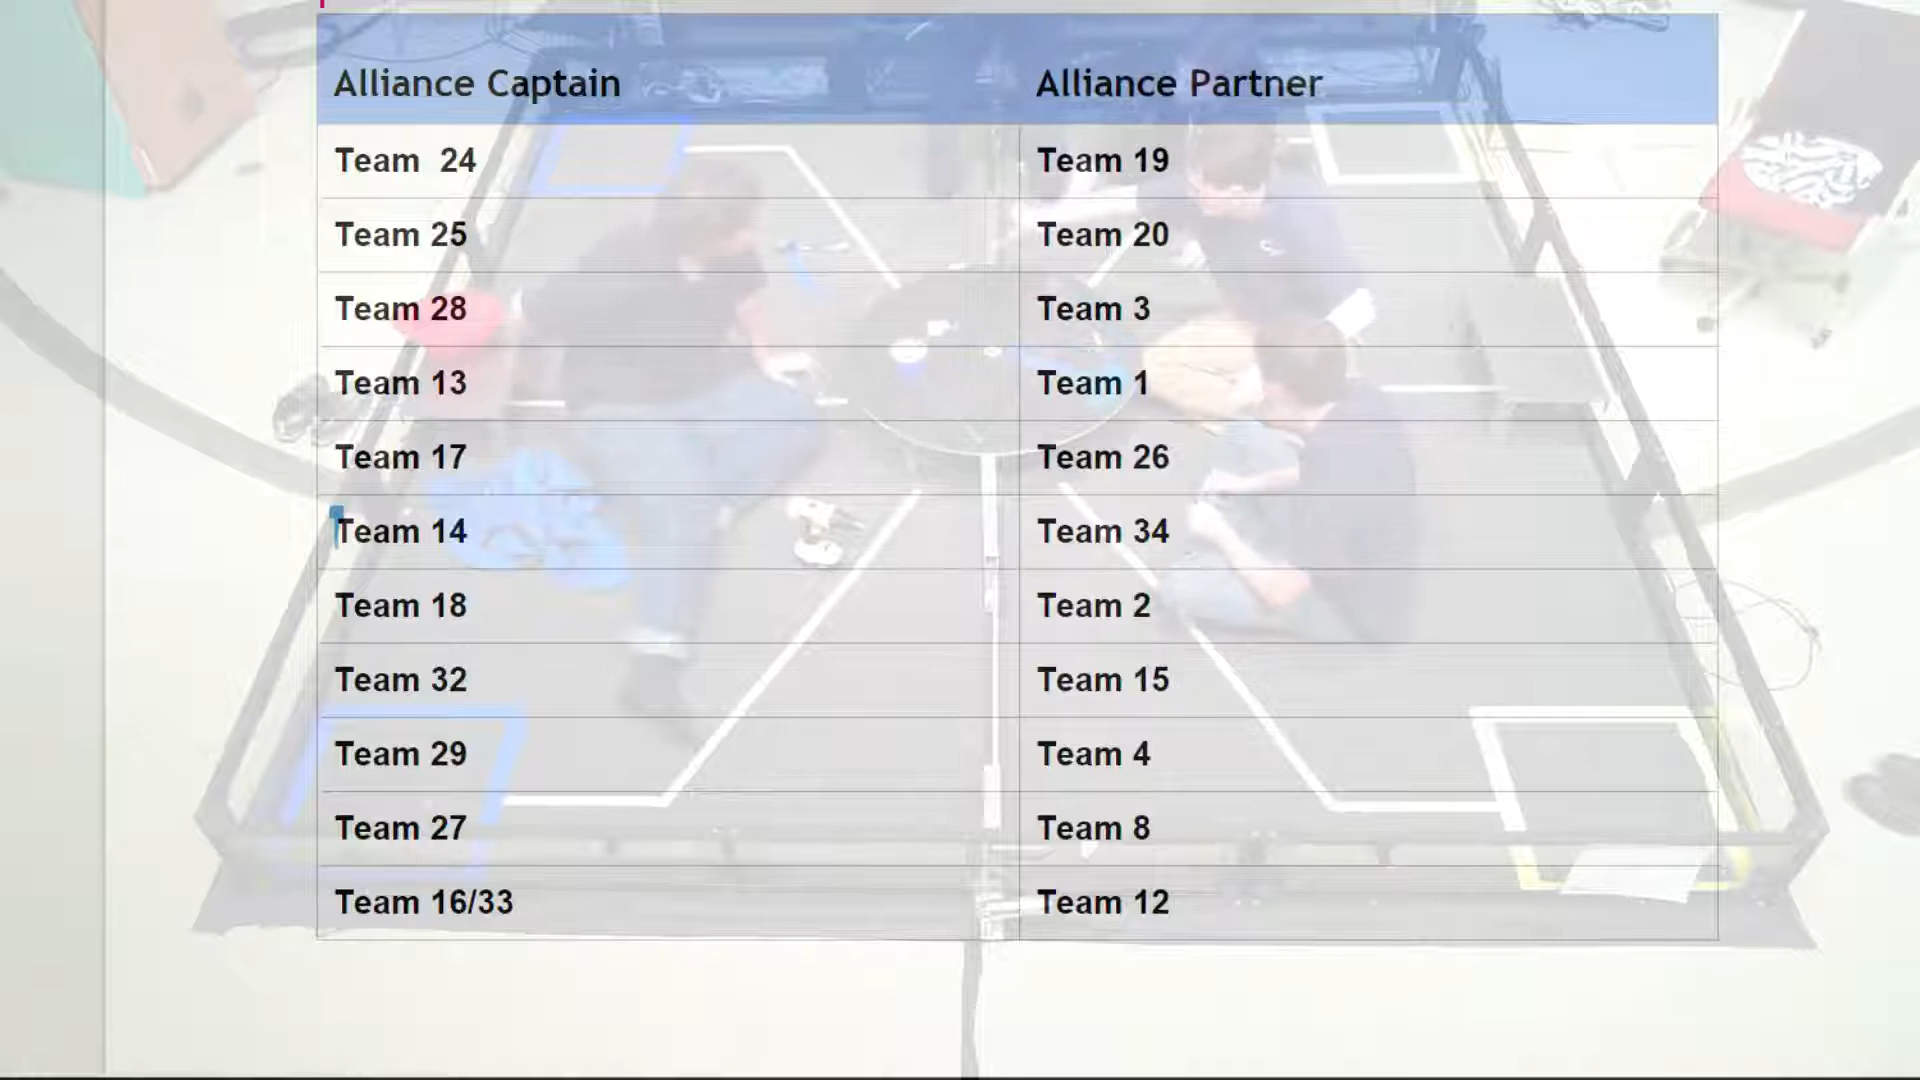 Alliance Captain Alliance Partner
Team 24 Team 19
Team 25 Team 20
Team 28 Team 3
Team 13 Team 1
Team 17 Team 26
Team 14 Team 34
Team 18 Team 2
Team 32 Team 15
Team 29 Team 4
Team 27 Team 8
Team 16/33 Team 12